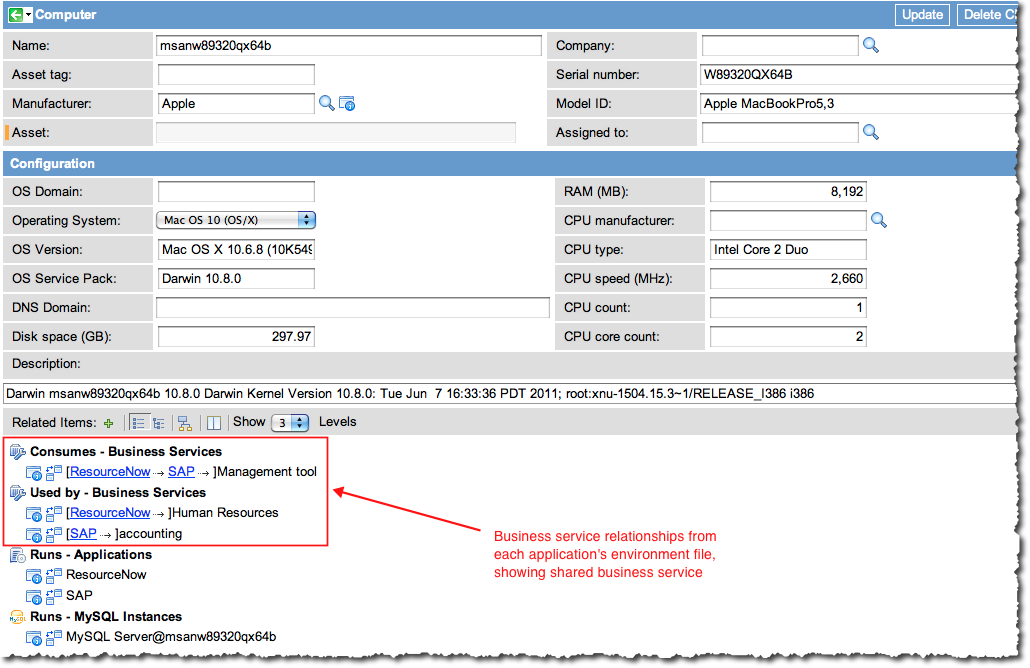 Computer Update Delete C
Name: msanw89320qx64b Company:
Asset tag: Serial number: W89320QX64B
Manufacturer: Apple Model ID: Apple MacBookPro5,3
Asset: Assigned to:
Configuration
OS Domain: RAM (MB): 8,192
Operating System: Mac OS 10 (OS/X) CPU manufacturer:
OS Version: Mac OS X 10.6.8 (10K549 CPU type: Intel Core 2 Duo
OS Service Pack: Darwin 10.8.0 CPU speed (MHz): 2,660
DNS Domain: CPU count: 1
Disk space (GB): 297.97 CPU core count: 2
Description:
Darwin msanw89320qx64b 10.8.0 Darwin Kernel Version 10.8.0: Tue Jun 7 16:33:36 PDT 2011; root:xnu-1504.15.3~1/RELEASE_I386 i386
Related Items: Show 3 Levels
Consumes - Business Services
[ResourceNow → SAP → ]Management tool
Used by - Business Services
[ResourceNow → ]Human Resources
[SAP → ]accounting
Business service relationships from
each application's environment file,
showing shared business service
Runs - Applications
ResourceNow
SAP
Runs - MySQL Instances
MySQL Server@msanw89320qx64b